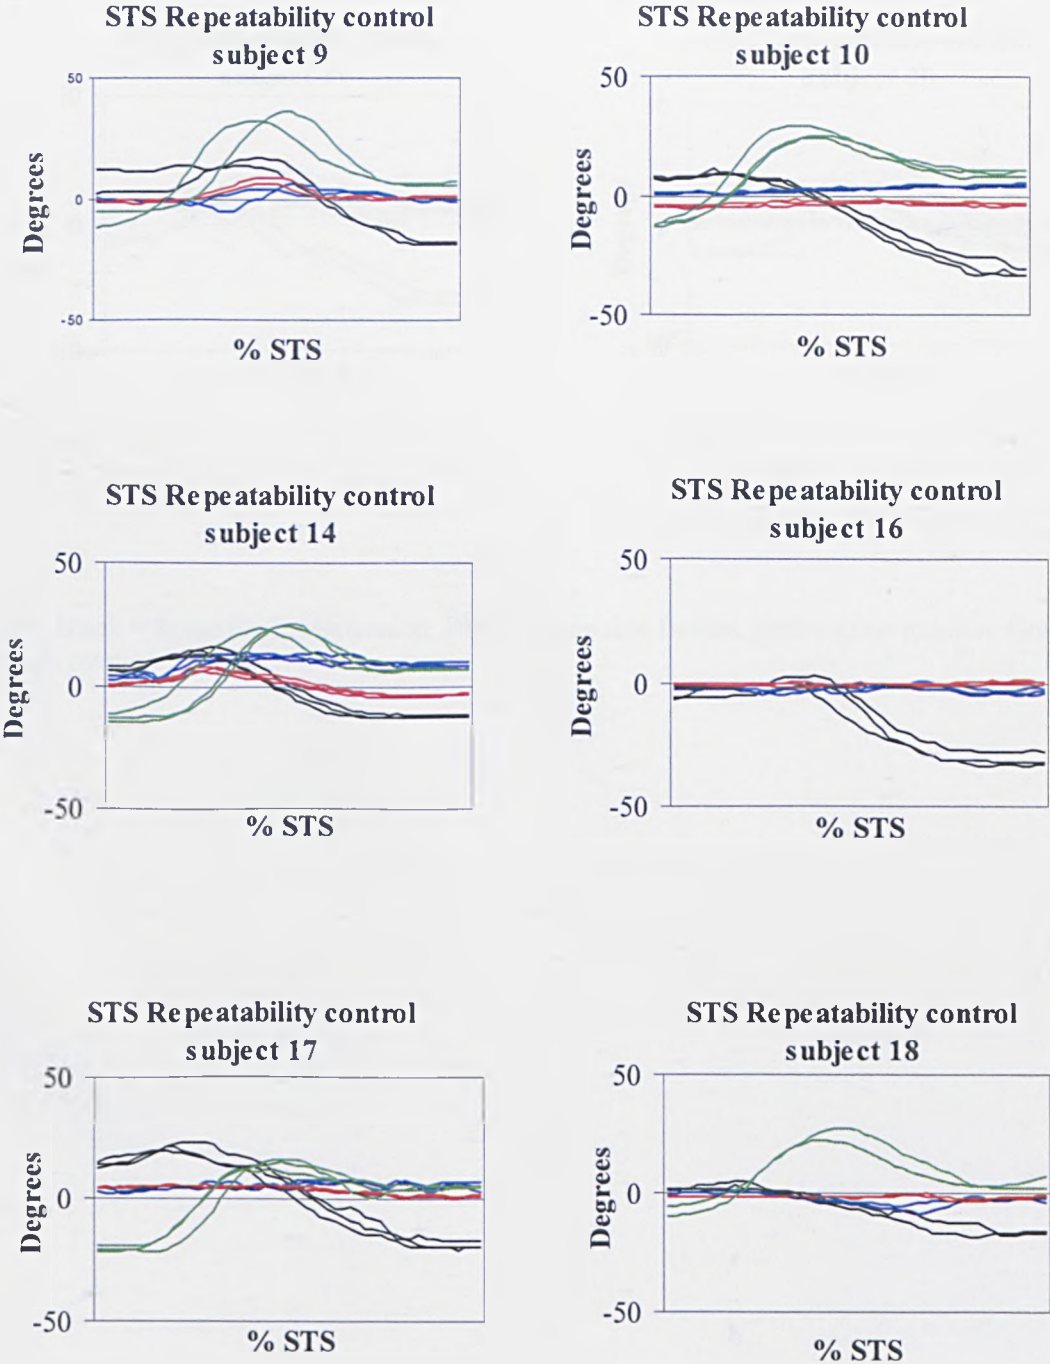 STS Repeatability control
subject 9
50
0
-50
Degrees
% STS
STS Repeatability control
subject 10
50
0
-50
Degrees
% STS
STS Repeatability control
subject 14
50
0
-50
Degrees
% STS
STS Repeatability control
subject 16
50
0
-50
Degrees
% STS
STS Repeatability control
subject 17
50
0
-50
Degrees
% STS
STS Repeatability control
subject 18
50
0
-50
Degrees
% STS